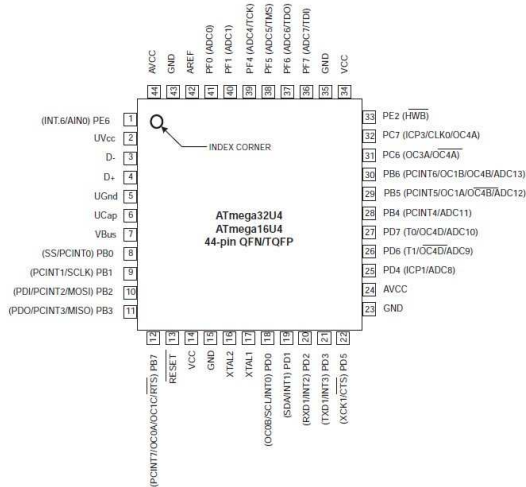 AVCC
GND
AREF
PF0 (ADC0)
PF1 (ADC1)
PF4 (ADC4/TCK)
PF5 (ADC5/TMS)
PF6 (ADC6/TDO)
PF7 (ADC7/TDI)
GND
VCC
44
43
42
41
40
39
38
37
36
35
34
(INT.6/AIN0) PE6 1
UVcc 2
D- 3
D+ 4
UGnd 5
UCap 6
VBus 7
(SS/PCINT0) PB0 8
(PCINT1/SCLK) PB1 9
(PDI/PCINT2/MOSI) PB2 10
(PDO/PCINT3/MISO) PB3 11
INDEX CORNER
ATmega32U4
ATmega16U4
44-pin QFN/TQFP
33 PE2 (HWB)
32 PC7 (ICP3/CLK0/OC4A)
31 PC6 (OC3A/OC4A)
30 PB6 (PCINT6/OC1B/OC4B/ADC13)
29 PB5 (PCINT5/OC1A/OC4B/ADC12)
28 PB4 (PCINT4/ADC11)
27 PD7 (T0/OC4D/ADC10)
26 PD6 (T1/OC4D/ADC9)
25 PD4 (ICP1/ADC8)
24 AVCC
23 GND
12
13
14
15
16
17
18
19
20
21
22
(PCINT7/OC0A/OC1C/RTS) PB7
RESET
VCC
GND
XTAL2
XTAL1
(OC0B/SCL/INT0) PD0
(SDA/INT1) PD1
(RXD1/INT2) PD2
(TXD1/INT3) PD3
(XCK1/CTS) PD5